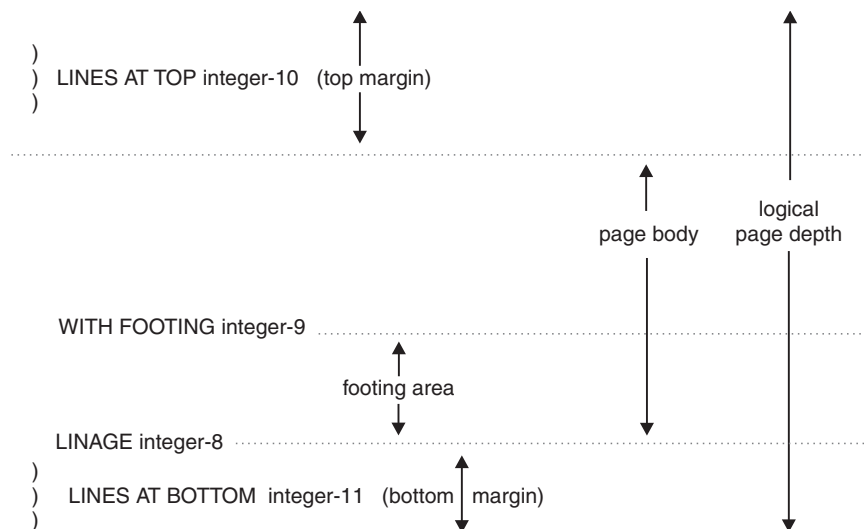 )
) LINES AT TOP integer-10 (top margin)
)
logical
page body page depth
WITH FOOTING integer-9
footing area
LINAGE integer-8
)
) LINES AT BOTTOM integer-11 (bottom margin)
)